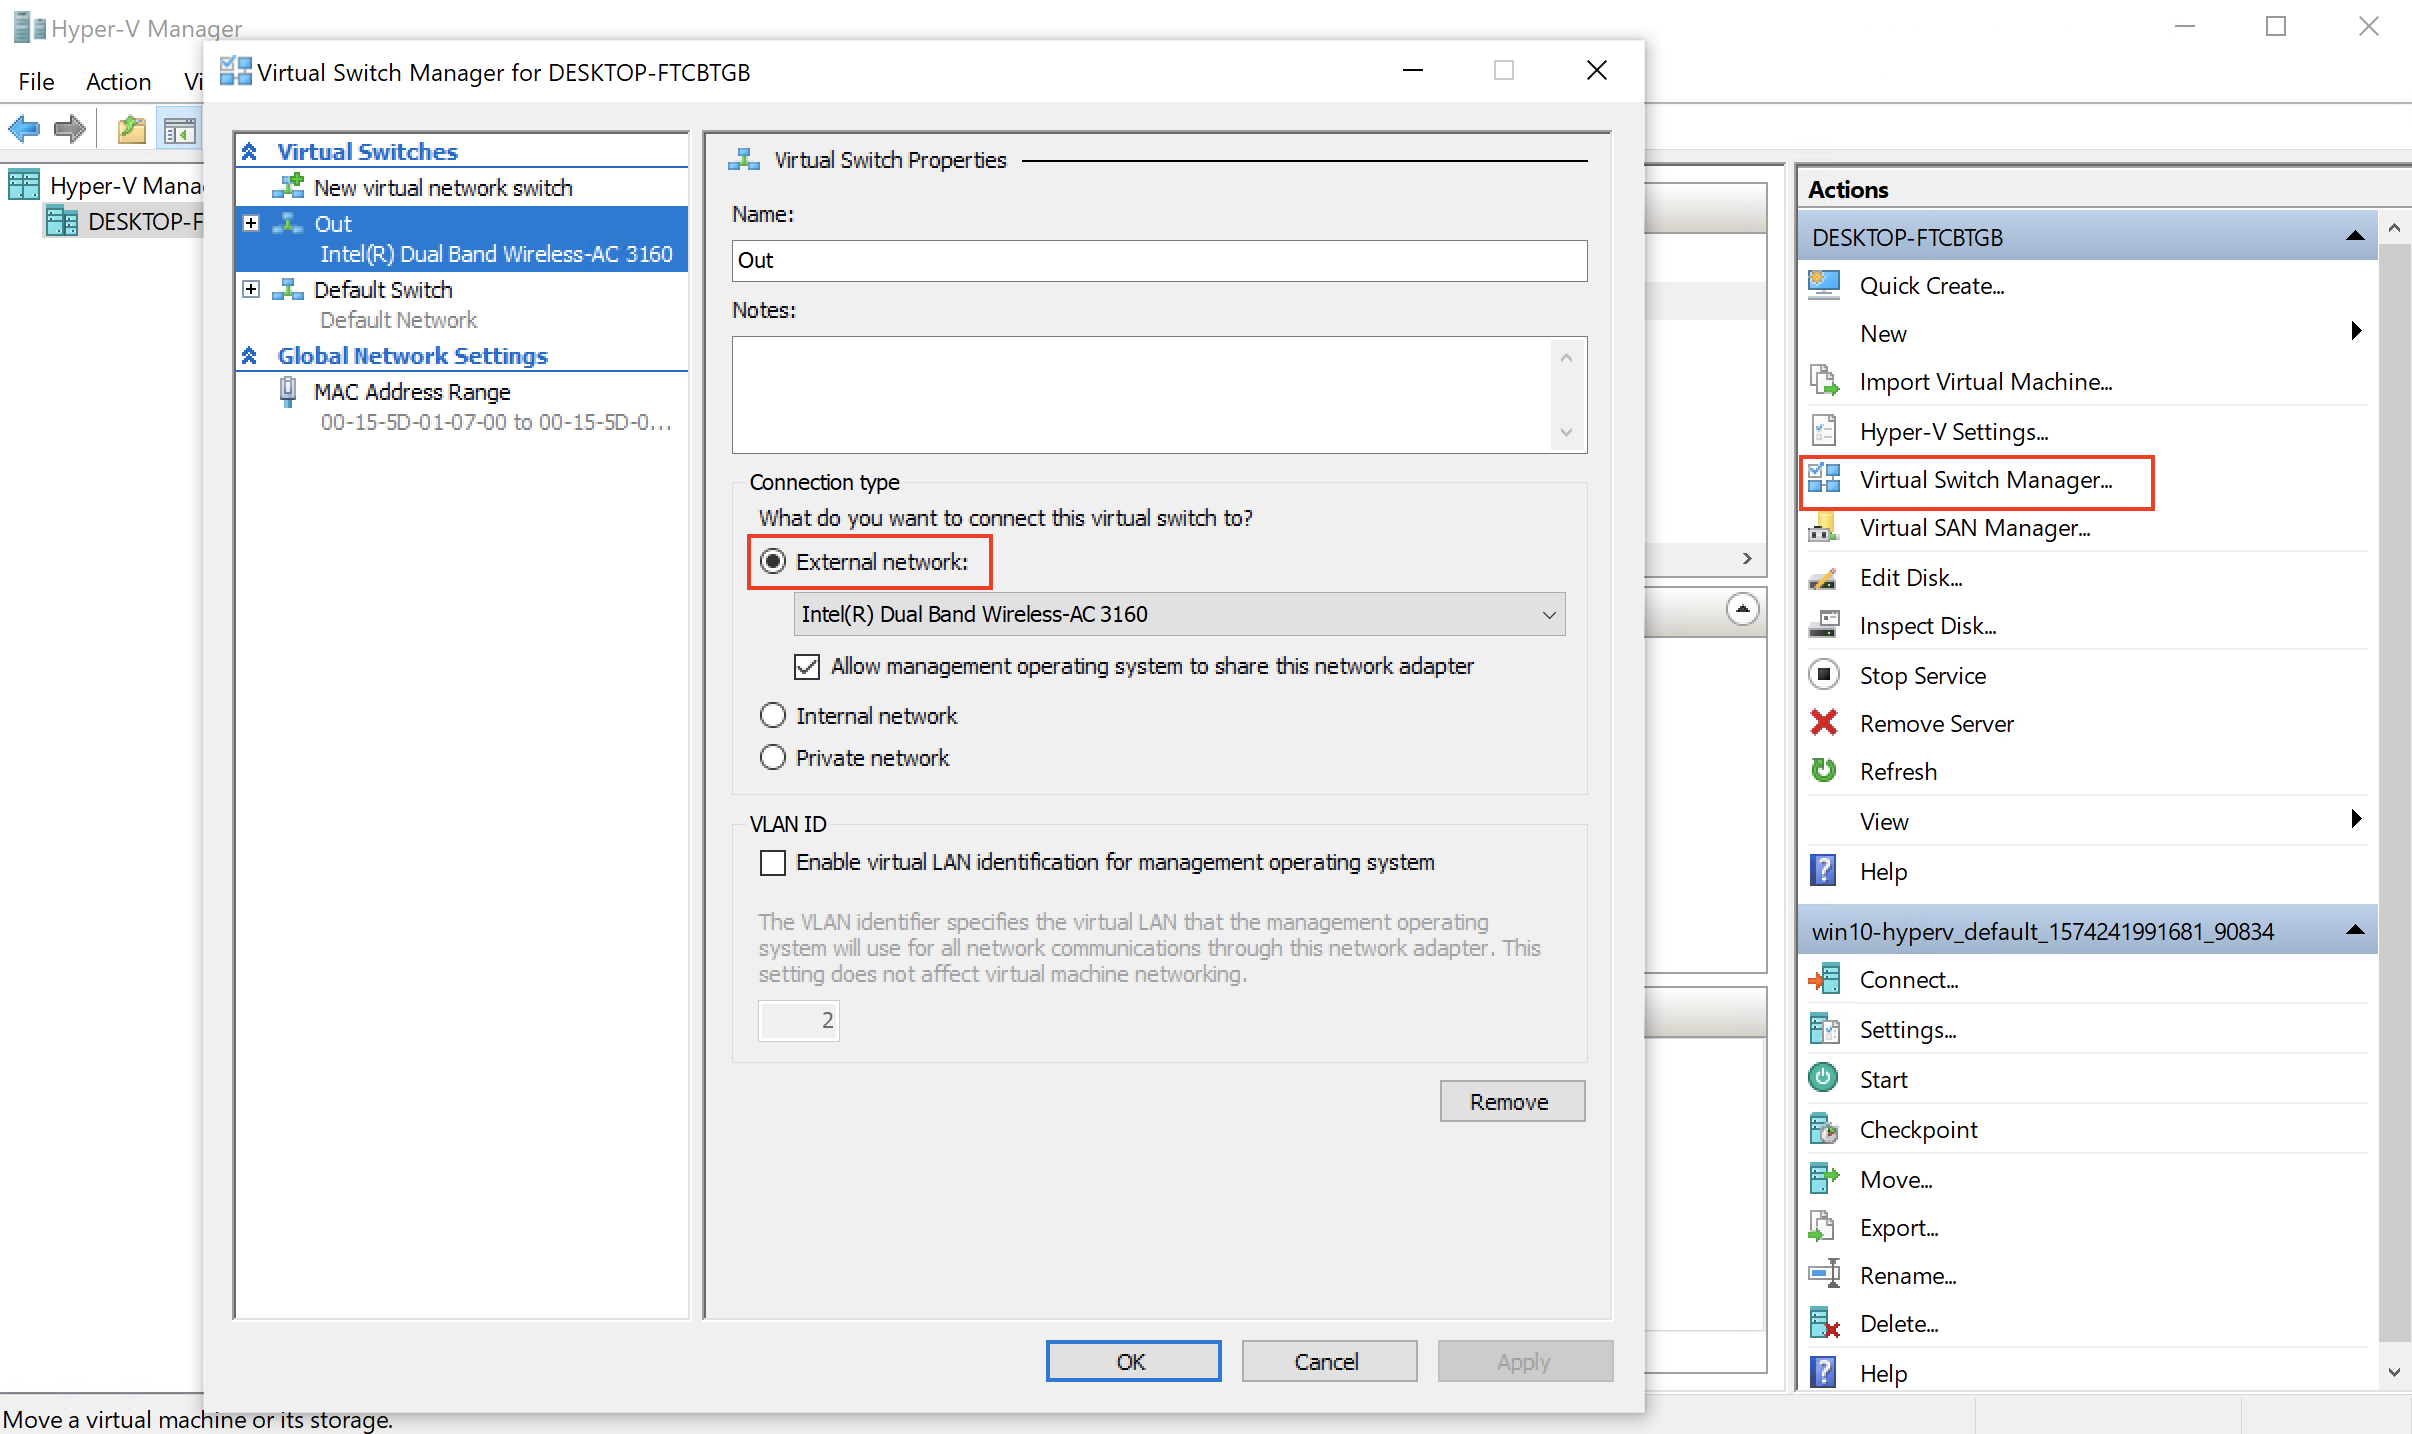 Hyper-V Manager
File Action Vi
Hyper-V Mana
DESKTOP-F
Virtual Switch Manager for DESKTOP-FTCBTGB
Virtual Switches
New virtual network switch
Out
Intel(R) Dual Band Wireless-AC 3160
Default Switch
Default Network
Global Network Settings
MAC Address Range
00-15-5D-01-07-00 to 00-15-5D-0...
Virtual Switch Properties
Name:
Out
Notes:
Connection type
What do you want to connect this virtual switch to?
External network:
Intel(R) Dual Band Wireless-AC 3160
Allow management operating system to share this network adapter
Internal network
Private network
VLAN ID
Enable virtual LAN identification for management operating system
The VLAN identifier specifies the virtual LAN that the management operating
system will use for all network communications through this network adapter. This
setting does not affect virtual machine networking.
2
Remove
OK Cancel Apply
Actions
DESKTOP-FTCBTGB
Quick Create...
New
Import Virtual Machine...
Hyper-V Settings...
Virtual Switch Manager...
Virtual SAN Manager...
Edit Disk...
Inspect Disk...
Stop Service
Remove Server
Refresh
View
Help
win10-hyperv_default_1574241991681_90834
Connect...
Settings...
Start
Checkpoint
Move...
Export...
Rename...
Delete...
Help
Move a virtual machine or its storage.